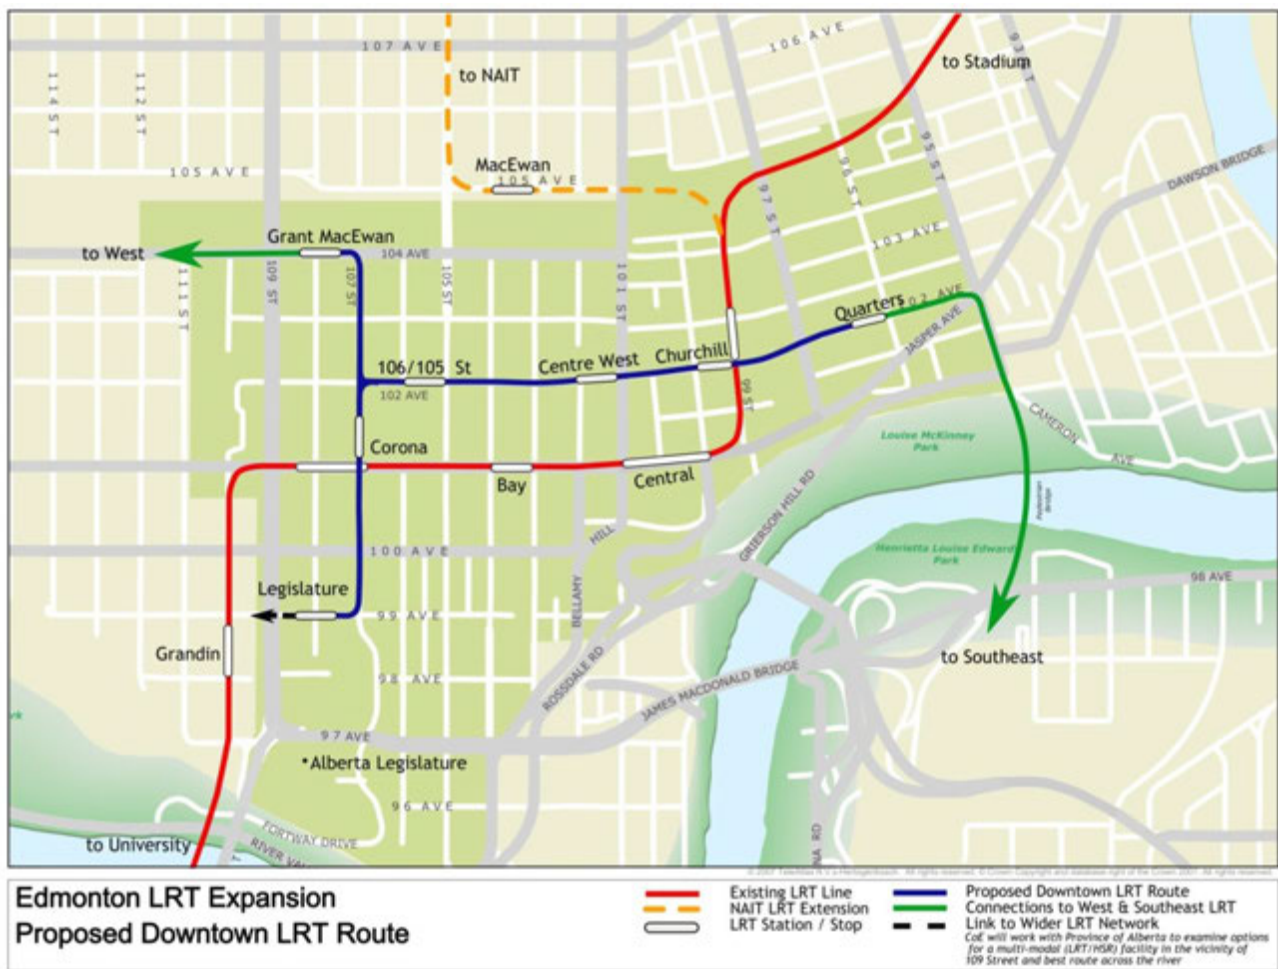 107 AVE
106 AVE
93 ST
to Stadium
to NAIT
114 ST
112 ST
MacEwan
105 AVE
105 AVE
95 ST
96 ST
97 ST
DAWSON BRIDGE
Grant MacEwan
to West
104 AVE
103 AVE
111 ST
109 ST
107 ST
105 ST
101 ST
Quarters
102 AVE
JASPER AVE
106/105 St
Centre West
Churchill
102 AVE
99 ST
CAMERON
AVE
Corona
Louise McKinney
Park
Bay
Central
GRIERSON HILL RD
Pedestrian
Bridge
HILL
100 AVE
Henrietta Louise Edward
Park
98 AVE
Legislature
BELLAMY
99 AVE
Grandin
to Southeast
98 AVE
ROSSDALE RD
JAMES MACDONALD BRIDGE
97 AVE
Alberta Legislature
96 AVE
FORTWAY DRIVE
to University
RIVER VA
NA RD
Edmonton LRT Expansion
Proposed Downtown LRT Route
Existing LRT Line
NAIT LRT Extension
LRT Station / Stop
Proposed Downtown LRT Route
Connections to West & Southeast LRT
Link to Wider LRT Network
CoE will work with Province of Alberta to examine options
for a multi-modal (LRT/HSR) facility in the vicinity of
109 Street and best route across the river